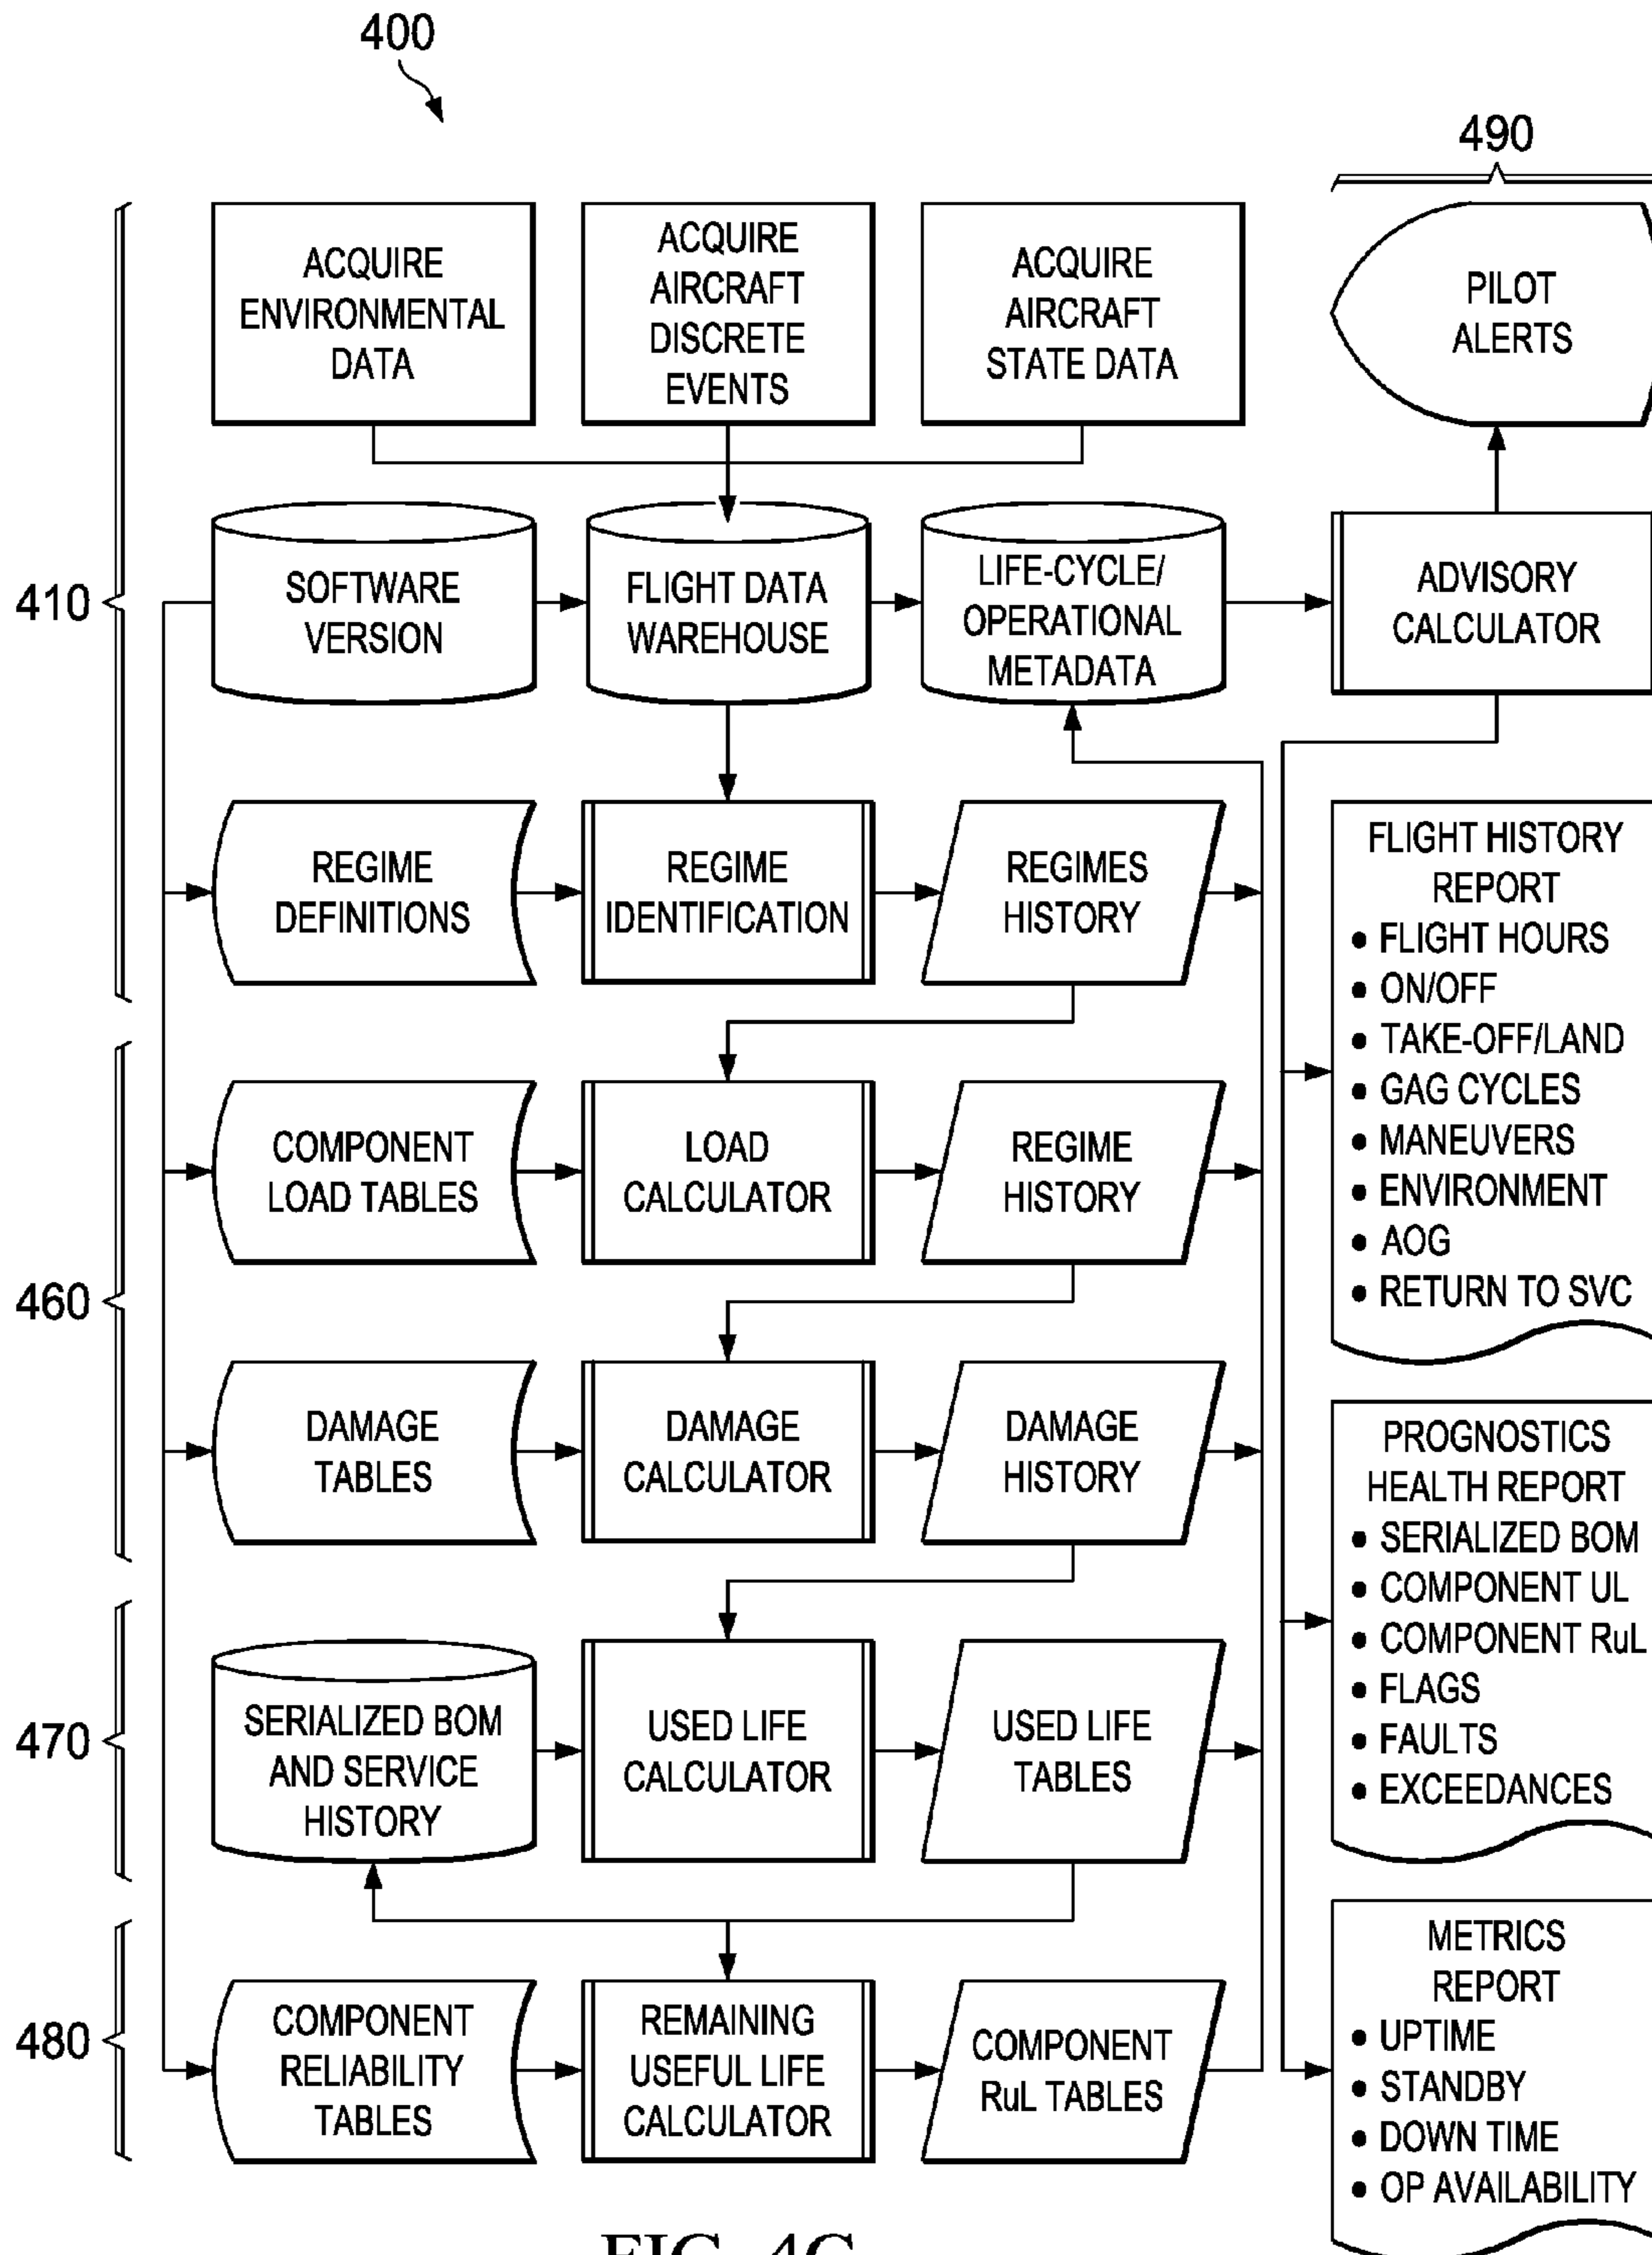 400
490
ACQUIRE
ENVIRONMENTAL
DATA
ACQUIRE
AIRCRAFT
DISCRETE
EVENTS
ACQUIRE
AIRCRAFT
STATE DATA
PILOT
ALERTS
410
SOFTWARE
VERSION
FLIGHT DATA
WAREHOUSE
LIFE-CYCLE/
OPERATIONAL
METADATA
ADVISORY
CALCULATOR
REGIME
DEFINITIONS
REGIME
IDENTIFICATION
REGIMES
HISTORY
FLIGHT HISTORY
REPORT
• FLIGHT HOURS
• ON/OFF
• TAKE-OFF/LAND
• GAG CYCLES
• MANEUVERS
• ENVIRONMENT
• AOG
• RETURN TO SVC
460
COMPONENT
LOAD TABLES
LOAD
CALCULATOR
REGIME
HISTORY
DAMAGE
TABLES
DAMAGE
CALCULATOR
DAMAGE
HISTORY
PROGNOSTICS
HEALTH REPORT
• SERIALIZED BOM
• COMPONENT UL
• COMPONENT RuL
• FLAGS
• FAULTS
• EXCEEDANCES
470
SERIALIZED BOM
AND SERVICE
HISTORY
USED LIFE
CALCULATOR
USED LIFE
TABLES
480
COMPONENT
RELIABILITY
TABLES
REMAINING
USEFUL LIFE
CALCULATOR
COMPONENT
RuL TABLES
METRICS
REPORT
• UPTIME
• STANDBY
• DOWN TIME
• OP AVAILABILITY
FIG. 4C